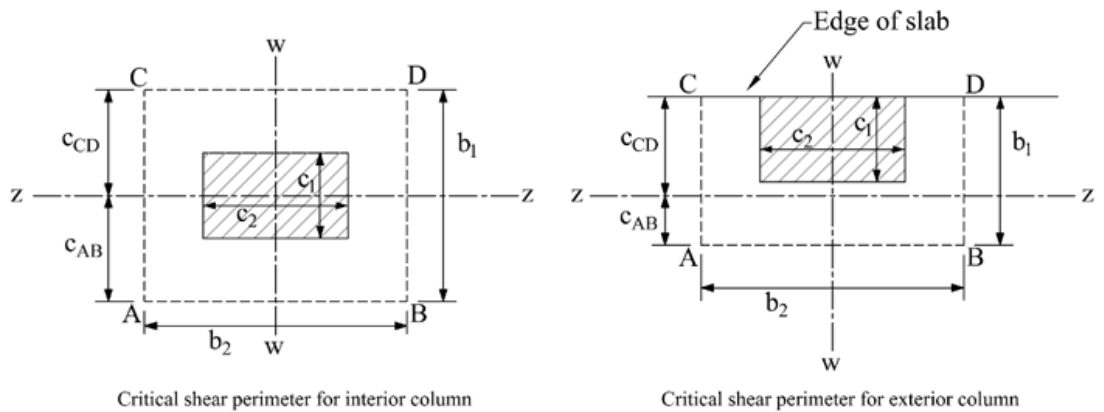 Edge of slab
w
C
D
c_CD
b_1
z
c_1
c_2
z
c_AB
A
B
b_2
w
Critical shear perimeter for interior column
w
C
D
c_CD
c_2
c_1
b_1
z
z
c_AB
A
B
b_2
w
Critical shear perimeter for exterior column